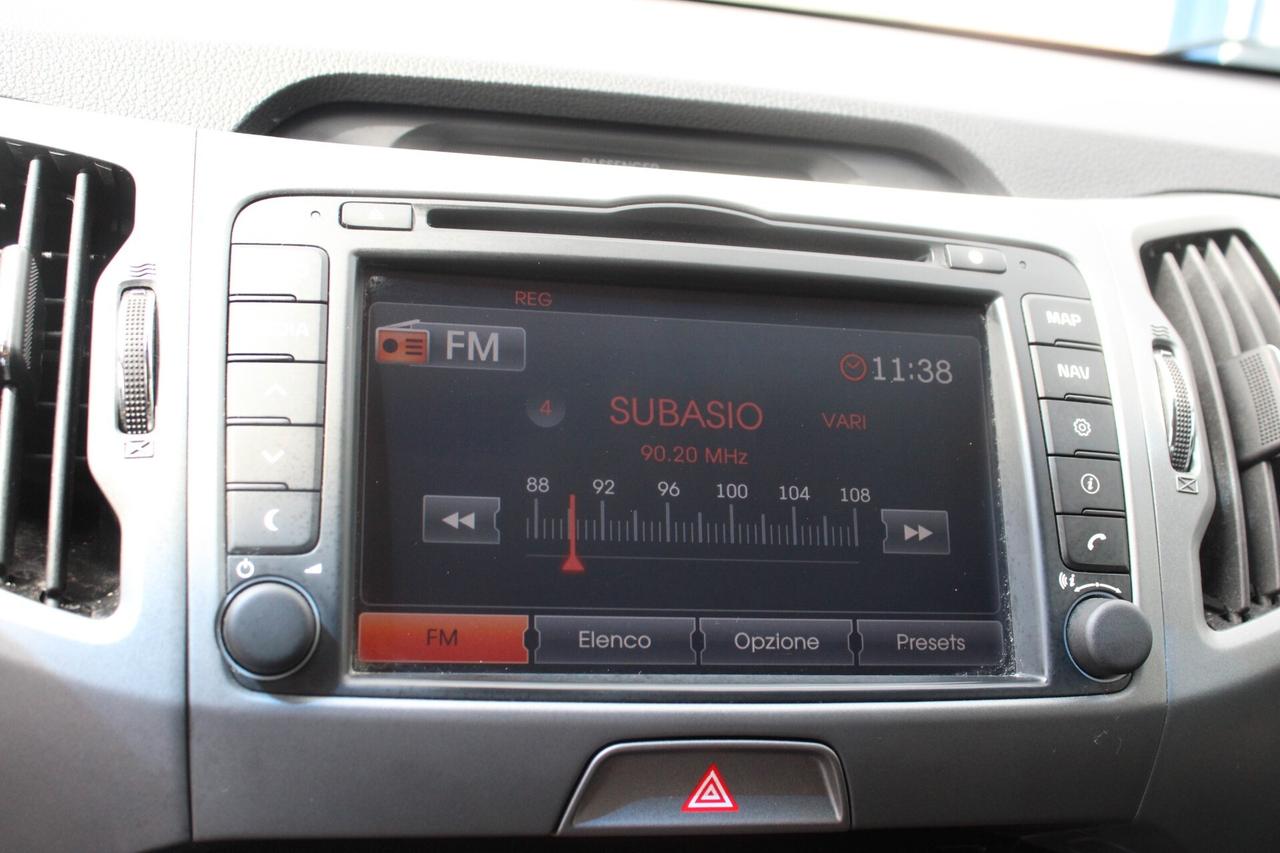 PASSENGER
REG
FM
11:38
4 SUBASIO VARI
90.20 MHz
88 92 96 100 104 108
FM Elenco Opzione Presets
MAP
NAV